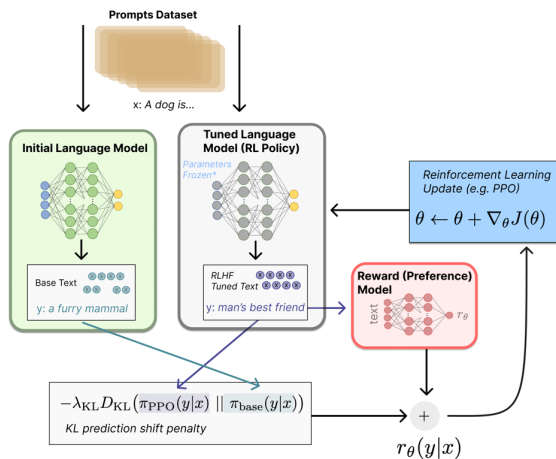 Prompts Dataset
x: A dog is...
Initial Language Model
Tuned Language
Model (RL Policy)
Parameters
Frozen*
Reinforcement Learning
Update (e.g. PPO)
θ ← θ + ∇θJ(θ)
Base Text
x x x x
x x x x
y: a furry mammal
RLHF
Tuned Text
x x x x
x x x x
y: man's best friend
Reward (Preference)
Model
text
rθ
−λKL DKL(πPPO(y|x) || πbase(y|x))
KL prediction shift penalty
+
rθ(y|x)